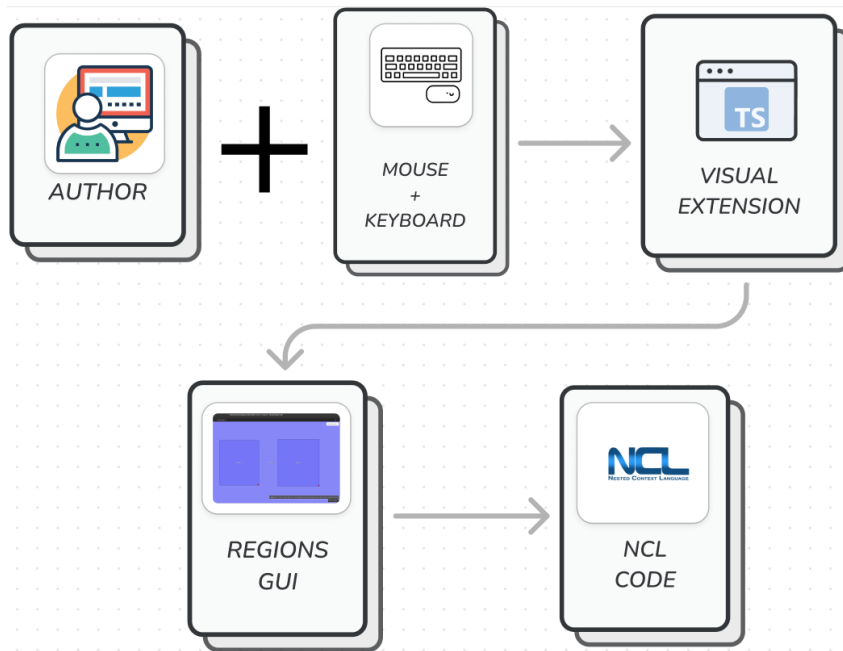 AUTHOR
+
MOUSE
+
KEYBOARD
TS
VISUAL
EXTENSION
REGIONS
GUI
NCL
NESTED CONTEXT LANGUAGE
NCL
CODE